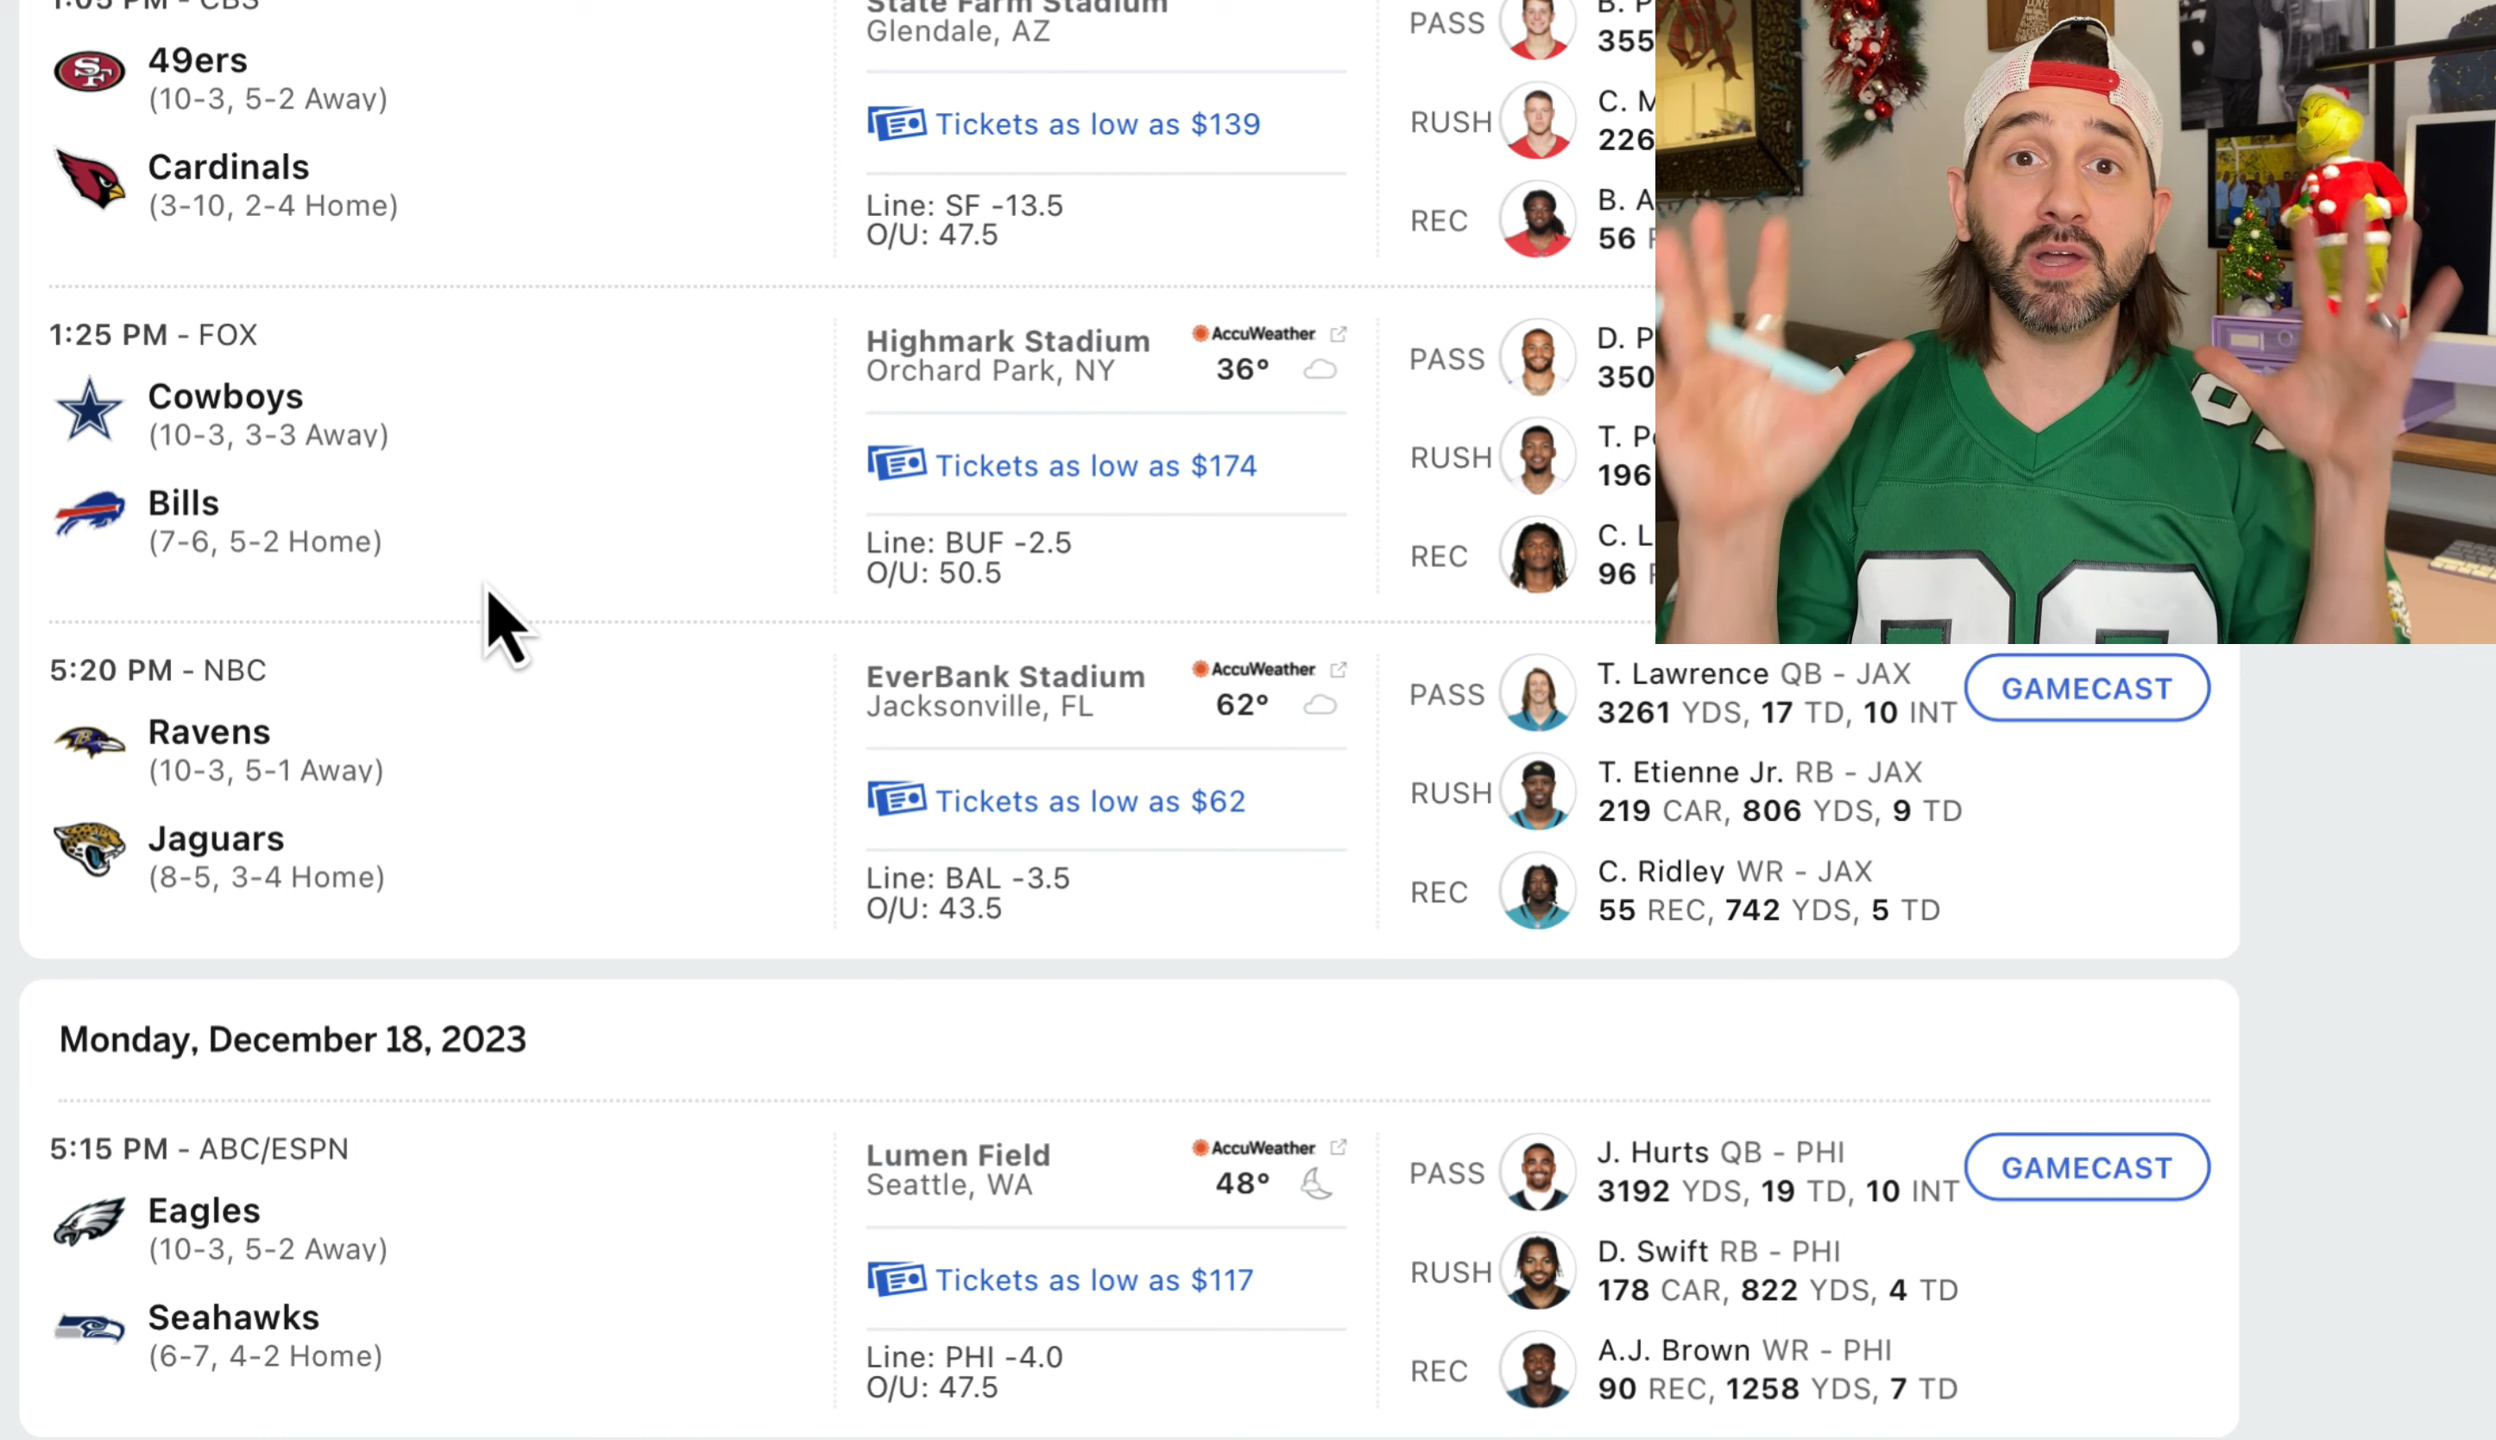 1:05 PM - CBS
49ers
(10-3, 5-2 Away)
Cardinals
(3-10, 2-4 Home)
State Farm Stadium
Glendale, AZ
Tickets as low as $139
Line: SF -13.5
O/U: 47.5
PASS
B. P
355
RUSH
C. M
226
REC
B. A
56
1:25 PM - FOX
Cowboys
(10-3, 3-3 Away)
Bills
(7-6, 5-2 Home)
Highmark Stadium
AccuWeather
Orchard Park, NY
36°
Tickets as low as $174
Line: BUF -2.5
O/U: 50.5
PASS
D. P
350
RUSH
T. Po
196
REC
C. L
96
5:20 PM - NBC
Ravens
(10-3, 5-1 Away)
Jaguars
(8-5, 3-4 Home)
EverBank Stadium
AccuWeather
Jacksonville, FL
62°
Tickets as low as $62
Line: BAL -3.5
O/U: 43.5
PASS
T. Lawrence QB - JAX
3261 YDS, 17 TD, 10 INT
GAMECAST
RUSH
T. Etienne Jr. RB - JAX
219 CAR, 806 YDS, 9 TD
REC
C. Ridley WR - JAX
55 REC, 742 YDS, 5 TD
Monday, December 18, 2023
5:15 PM - ABC/ESPN
Eagles
(10-3, 5-2 Away)
Seahawks
(6-7, 4-2 Home)
Lumen Field
AccuWeather
Seattle, WA
48°
Tickets as low as $117
Line: PHI -4.0
O/U: 47.5
PASS
J. Hurts QB - PHI
3192 YDS, 19 TD, 10 INT
GAMECAST
RUSH
D. Swift RB - PHI
178 CAR, 822 YDS, 4 TD
REC
A.J. Brown WR - PHI
90 REC, 1258 YDS, 7 TD